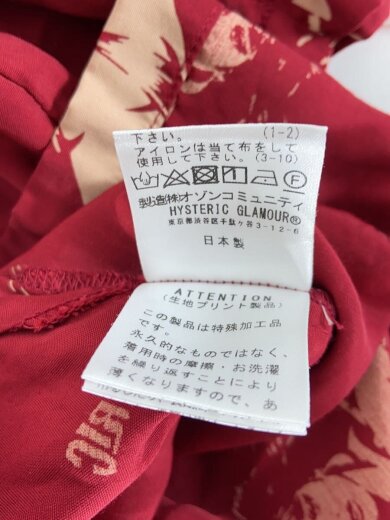 下さい。 (1-2)
アイロンは当て布をして
使用して下さい。(3-10)
製造㈱オゾンコミュニティ
HYSTERIC GLAMOUR®
東京都渋谷区千駄ヶ谷3-12-6
日本製
ATTENTION
(生地プリント製品)
この製品は特殊加工品
です。
永久的なものではなく、
着用時の摩擦・お洗濯
を繰り返すことにより
薄くなりますので、あ